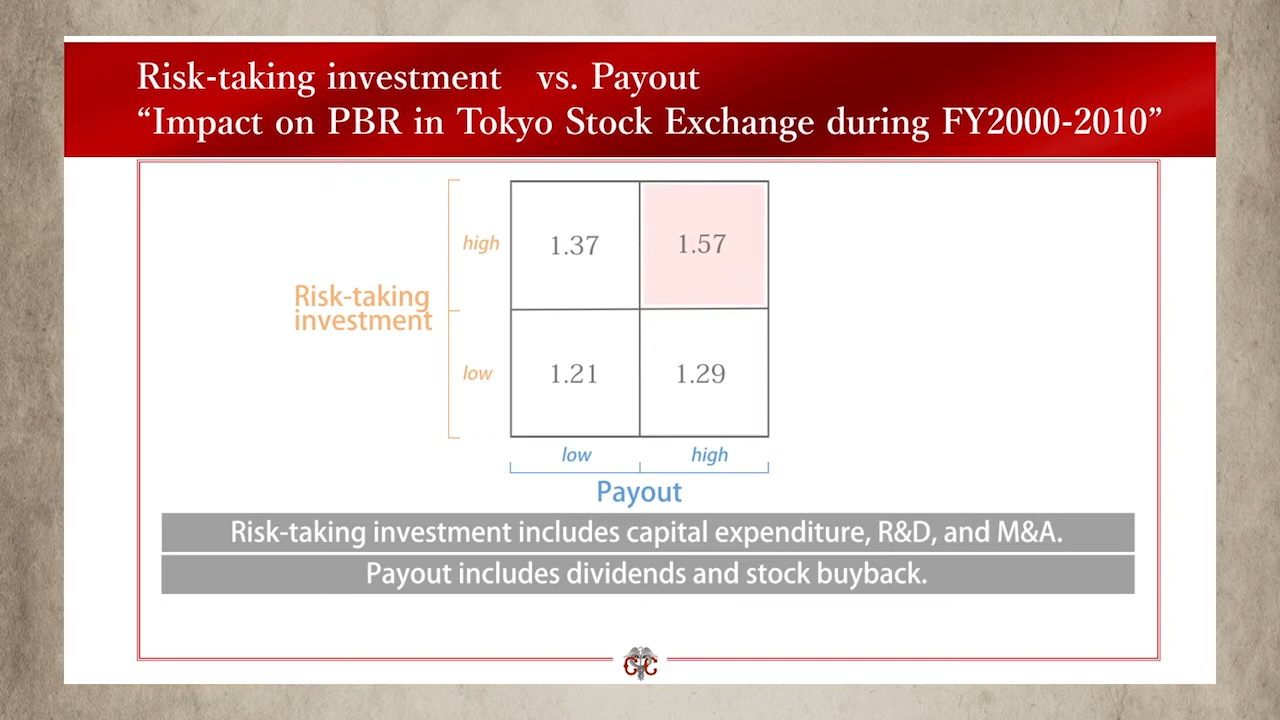 Risk-taking investment vs. Payout
“Impact on PBR in Tokyo Stock Exchange during FY2000-2010”
high
1.37
1.57
Risk-taking
investment
low
1.21
1.29
low
high
Payout
Risk-taking investment includes capital expenditure, R&D, and M&A.
Payout includes dividends and stock buyback.
CC